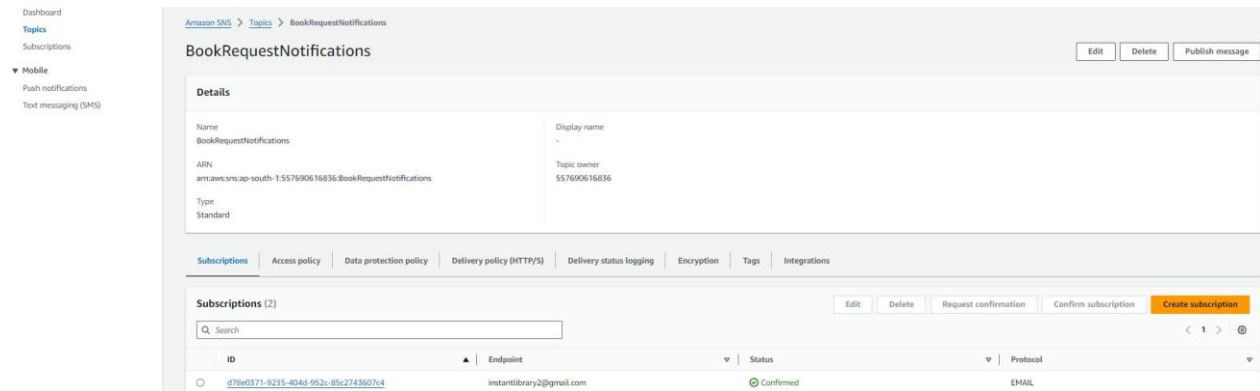 Dashboard
Topics
Subscriptions
Mobile
Push notifications
Text messaging (SMS)
Amazon SNS > Topics > BookRequestNotifications
BookRequestNotifications
Edit Delete Publish message
Details
Name
BookRequestNotifications
Display name
-
ARN
arn:aws:sns:ap-south-1:557690616836:BookRequestNotifications
Topic owner
557690616836
Type
Standard
Subscriptions Access policy Data protection policy Delivery policy (HTTP/S) Delivery status logging Encryption Tags Integrations
Subscriptions (2)
Edit Delete Request confirmation Confirm subscription Create subscription
Search
1
ID Endpoint Status Protocol
d78e0371-9235-404d-952c-85c2743607c4 instantlibrary2@gmail.com Confirmed EMAIL